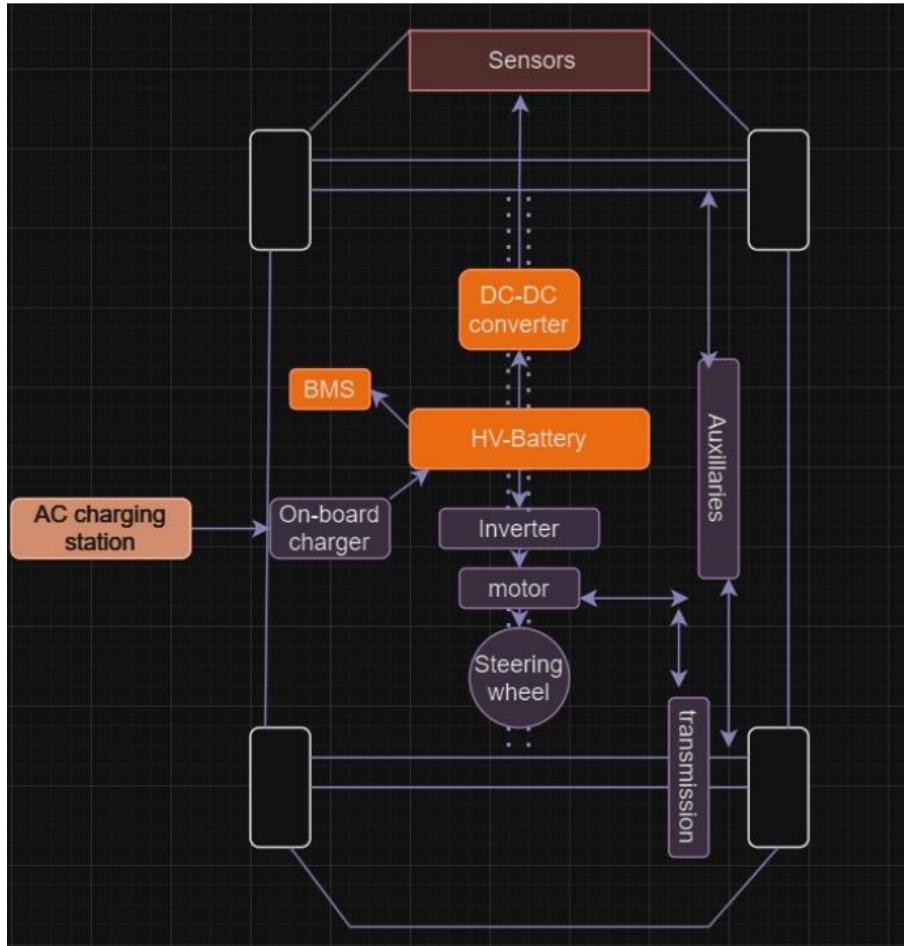 Sensors
DC-DC
converter
BMS
HV-Battery
Auxillaries
AC charging
station
On-board
charger
Inverter
motor
Steering
wheel
transmission